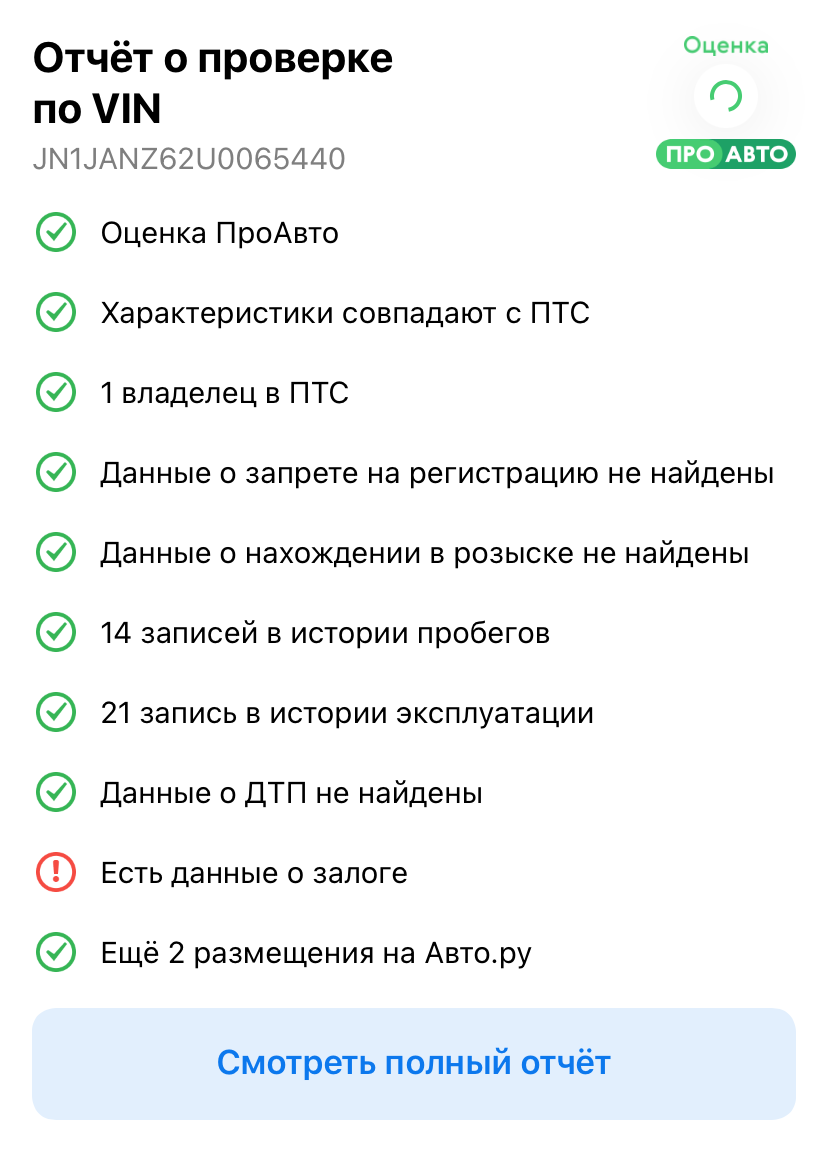 Отчёт о проверке
по VIN
JN1JANZ62U0065440
Оценка
ПРО АВТО
Оценка ПроАвто
Характеристики совпадают с ПТС
1 владелец в ПТС
Данные о запрете на регистрацию не найдены
Данные о нахождении в розыске не найдены
14 записей в истории пробегов
21 запись в истории эксплуатации
Данные о ДТП не найдены
Есть данные о залоге
Ещё 2 размещения на Авто.ру
Смотреть полный отчёт